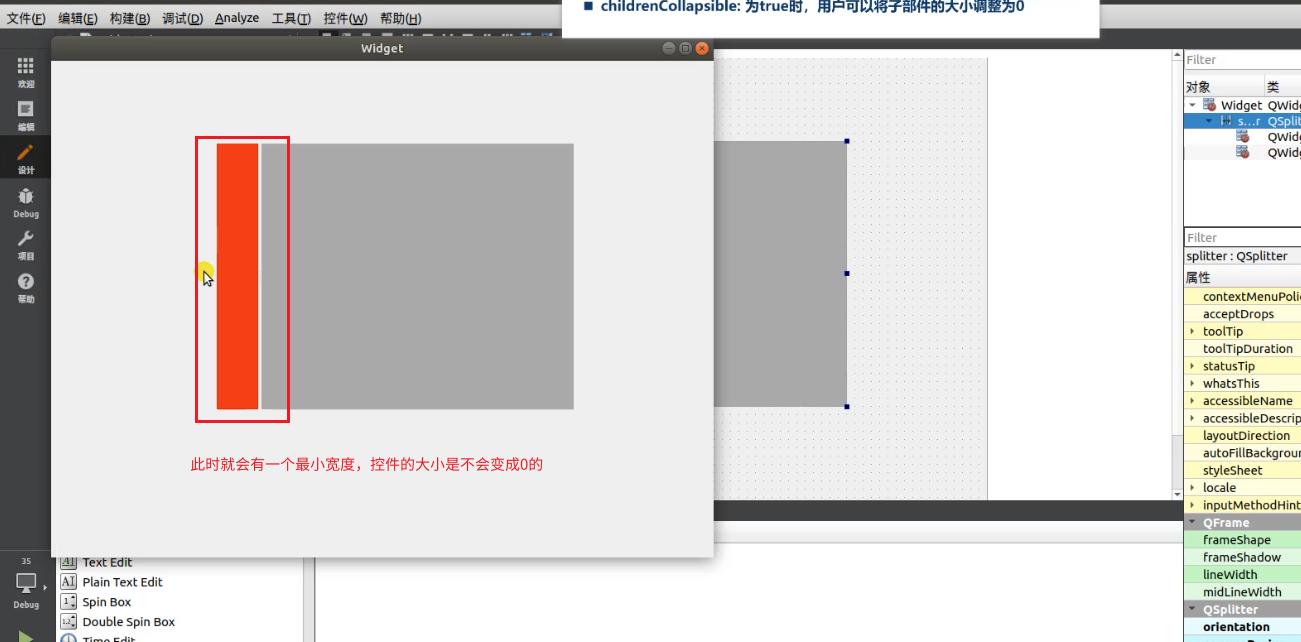 ■ childrenCollapsible: 为true时，用户可以将子部件的大小调整为0
文件(F) 编辑(E) 构建(B) 调试(D) Analyze 工具(T) 控件(W) 帮助(H)
Widget
欢迎
编辑
设计
Debug
项目
帮助
此时就会有一个最小宽度，控件的大小是不会变成0的
35
Debug
Text Edit
Plain Text Edit
Spin Box
Double Spin Box
Time Edit
Filter
对象 类
Widget QWidg
s...r QSplit
QWidg
QWidg
Filter
splitter : QSplitter
属性
contextMenuPoli
acceptDrops
toolTip
toolTipDuration
statusTip
whatsThis
accessibleName
accessibleDescrip
layoutDirection
autoFillBackgroun
styleSheet
locale
inputMethodHint
QFrame
frameShape
frameShadow
lineWidth
midLineWidth
QSplitter
orientation